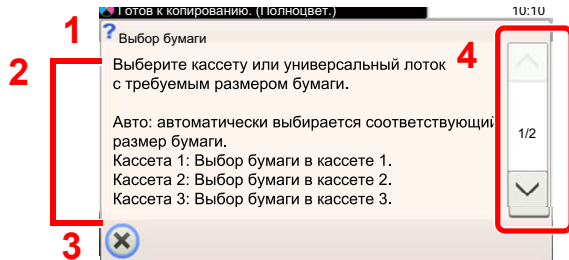 Готов к копированию. (Полноцвет.) 10:10
1
? Выбор бумаги
2
Выберите кассету или универсальный лоток
с требуемым размером бумаги.
4
Авто: автоматически выбирается соответствующий
размер бумаги.
1/2
Кассета 1: Выбор бумаги в кассете 1.
Кассета 2: Выбор бумаги в кассете 2.
Кассета 3: Выбор бумаги в кассете 3.
3